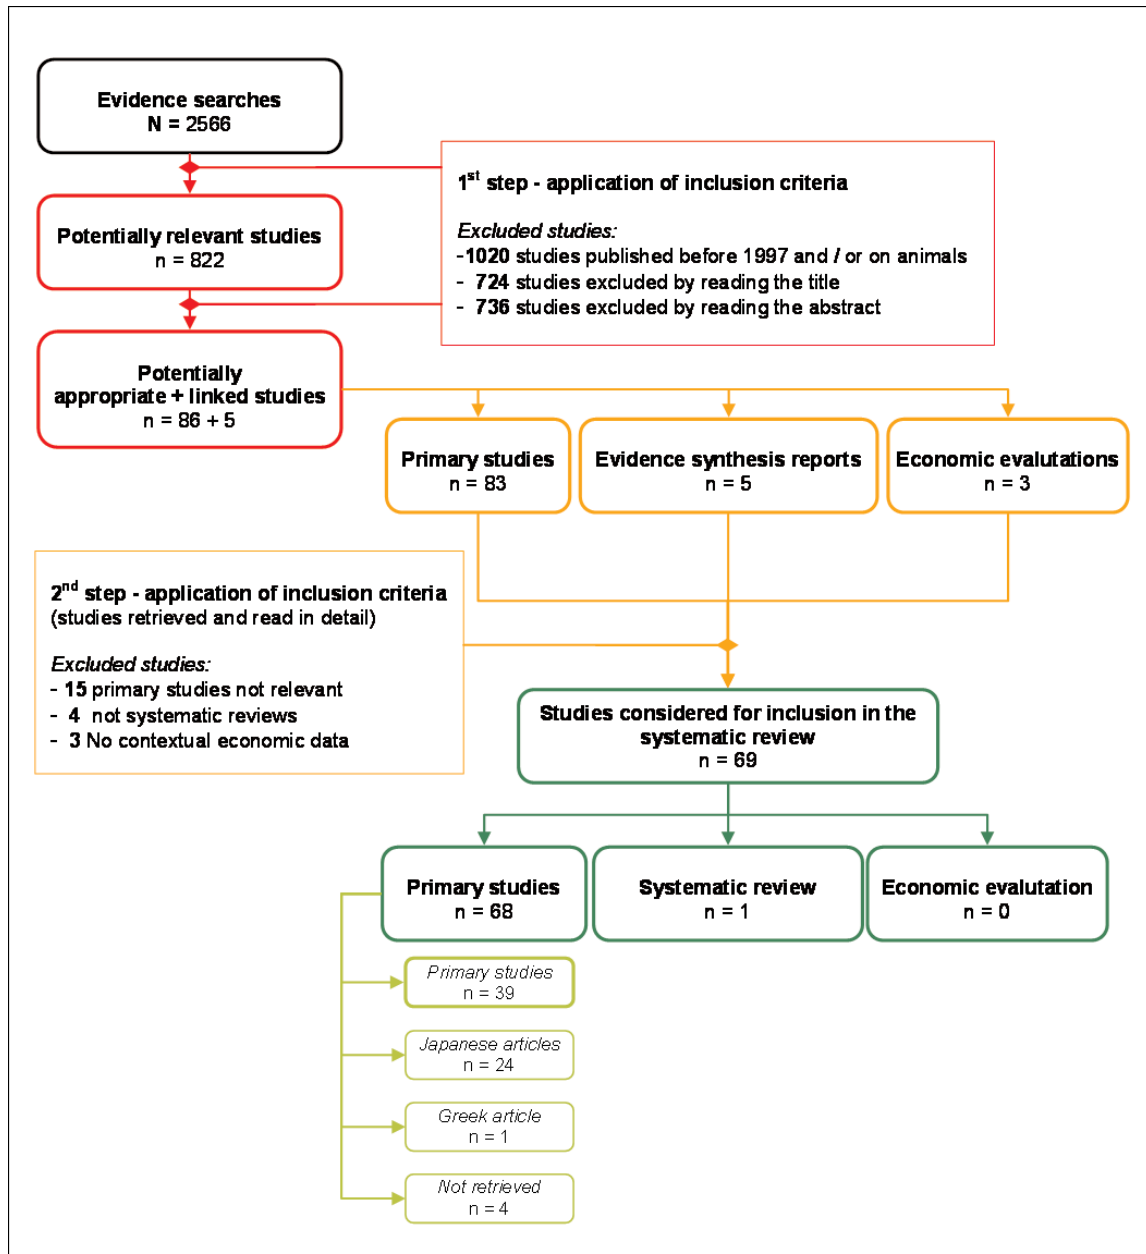 Evidence searches
N = 2566
1st step - application of inclusion criteria
Excluded studies:
-1020 studies published before 1997 and / or on animals
- 724 studies excluded by reading the title
- 736 studies excluded by reading the abstract
Potentially relevant studies
n = 822
Potentially
appropriate + linked studies
n = 86 + 5
Primary studies
n = 83
Evidence synthesis reports
n = 5
Economic evalutations
n = 3
2nd step - application of inclusion criteria
(studies retrieved and read in detail)
Excluded studies:
- 15 primary studies not relevant
- 4 not systematic reviews
- 3 No contextual economic data
Studies considered for inclusion in the
systematic review
n = 69
Primary studies
n = 68
Systematic review
n = 1
Economic evalutation
n = 0
Primary studies
n = 39
Japanese articles
n = 24
Greek article
n = 1
Not retrieved
n = 4